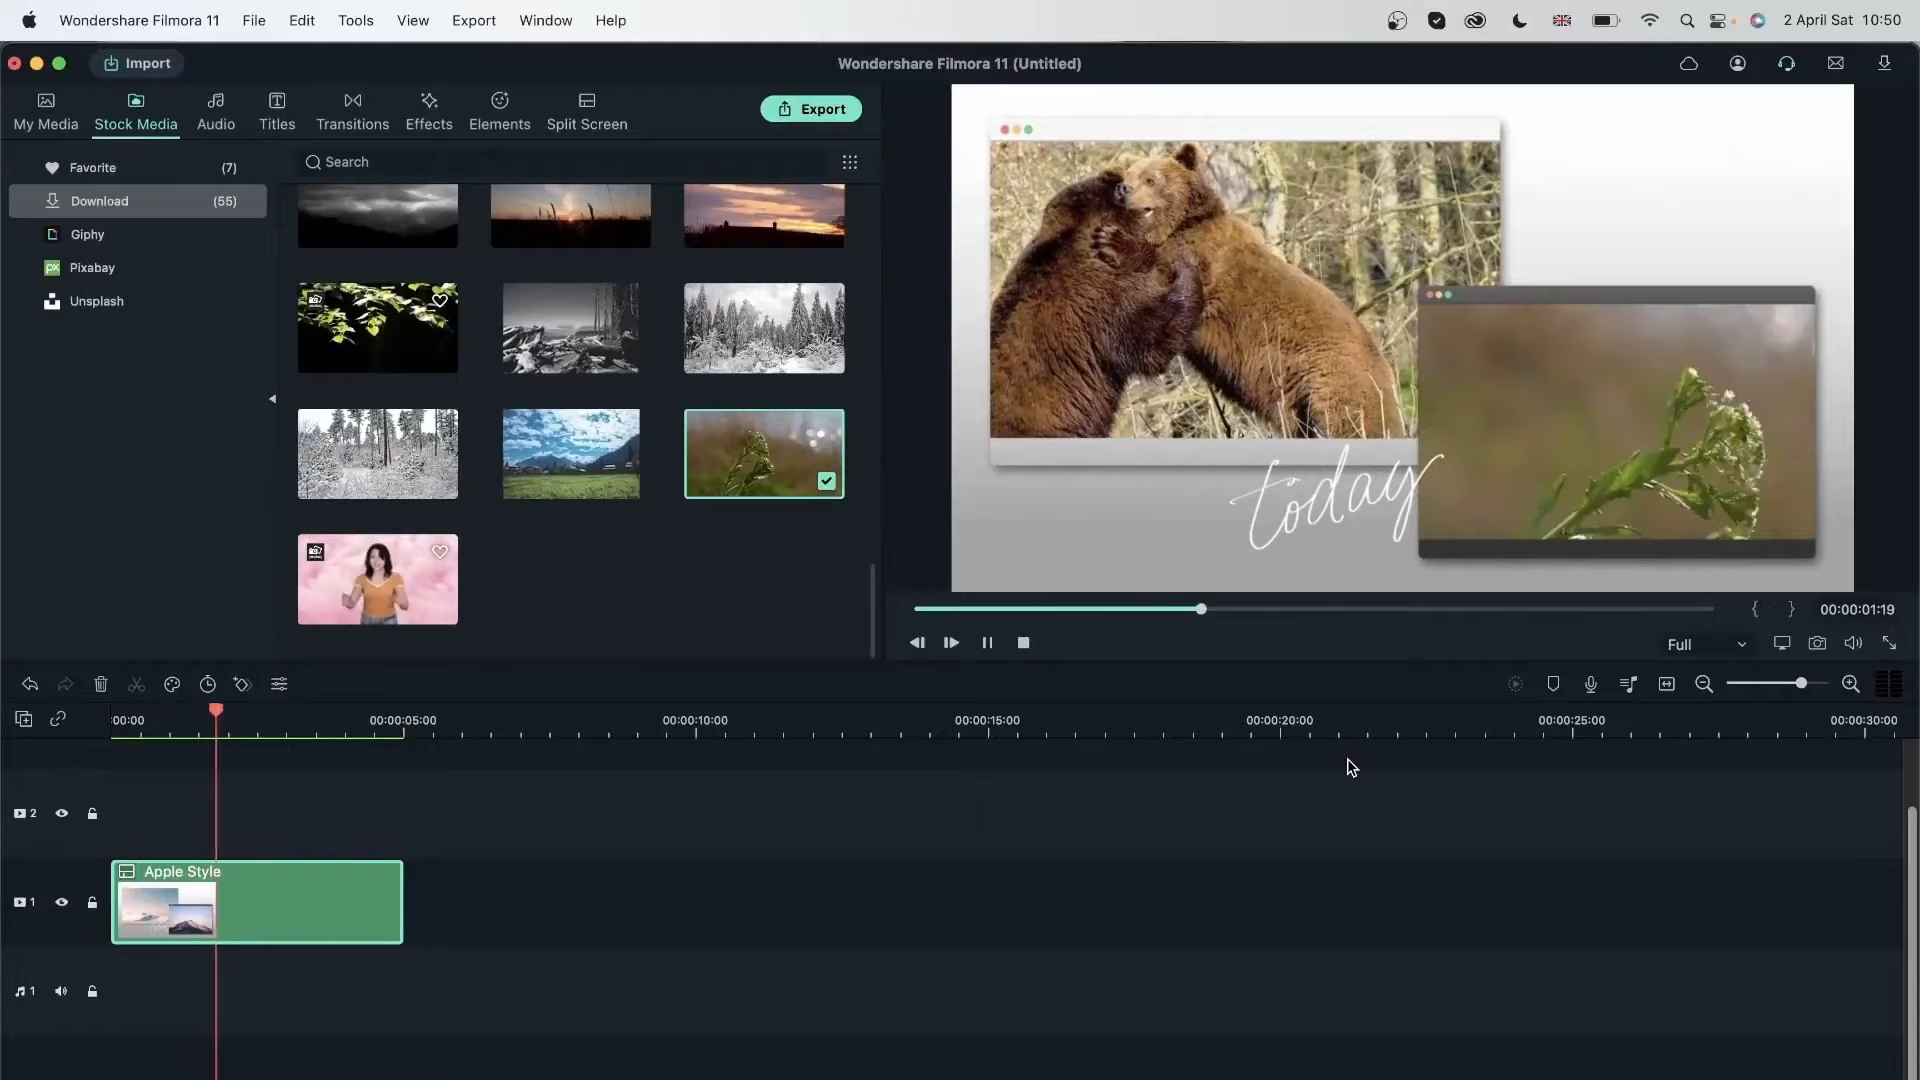 Wondershare Filmora 11 File Edit Tools View Export Window Help 2 April Sat 10:50
Import Wondershare Filmora 11 (Untitled)
My Media Stock Media Audio Titles Transitions Effects Elements Split Screen Export
Favorite (7) Search
Download (55)
Giphy
Pixabay
Unsplash
today
00:00:01:19
Full
:00:00 00:00:05:00 00:00:10:00 00:00:15:00 00:00:20:00 00:00:25:00 00:00:30:00
2
Apple Style
1
1